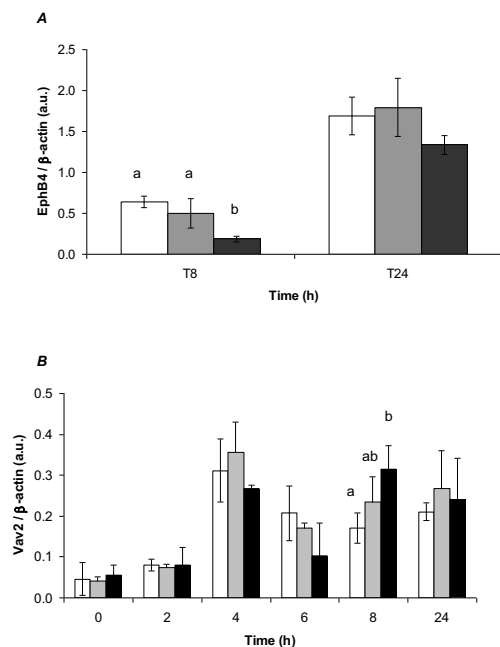 A
EphB4 / β-actin (a.u.)
2.5
2.0
1.5
1.0
0.5
0.0
a
a
b
T8
T24
Time (h)
B
Vav2 / β-actin (a.u.)
0.5
0.4
0.3
0.2
0.1
0.0
a
ab
b
0
2
4
6
8
24
Time (h)